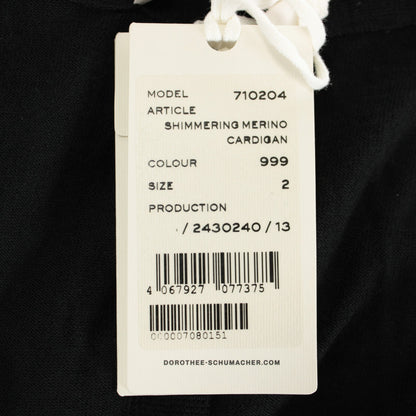 MODEL 710204
ARTICLE
SHIMMERING MERINO
CARDIGAN
COLOUR 999
SIZE 2
PRODUCTION
/ 2430240 / 13
4 067927 077375
000007080151
DOROTHEE-SCHUMACHER.COM